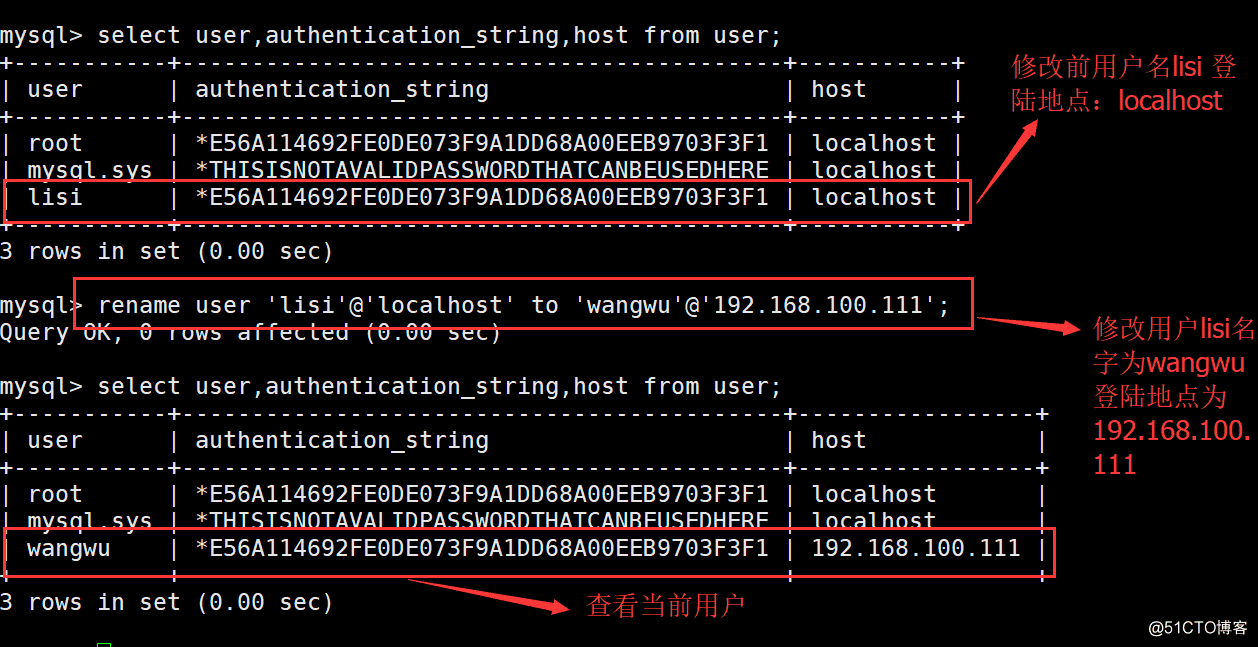 mysql> select user,authentication_string,host from user;
+-----------+-------------------------------------------+-----------+
| user      | authentication_string                     | host      |
+-----------+-------------------------------------------+-----------+
| root      | *E56A114692FE0DE073F9A1DD68A00EEB9703F3F1 | localhost |
| mysql.sys | *THISISNOTAVALIDPASSWORDTHATCANBEUSEDHERE | localhost |
| lisi      | *E56A114692FE0DE073F9A1DD68A00EEB9703F3F1 | localhost |
+-----------+-------------------------------------------+-----------+
3 rows in set (0.00 sec)
修改前用户名lisi 登
陆地点：localhost
mysql> rename user 'lisi'@'localhost' to 'wangwu'@'192.168.100.111';
Query OK, 0 rows affected (0.00 sec)
修改用户lisi名
字为wangwu
登陆地点为
192.168.100.
111
mysql> select user,authentication_string,host from user;
+-----------+-------------------------------------------+-----------------+
| user      | authentication_string                     | host            |
+-----------+-------------------------------------------+-----------------+
| root      | *E56A114692FE0DE073F9A1DD68A00EEB9703F3F1 | localhost       |
| mysql.sys | *THISISNOTAVALIDPASSWORDTHATCANBEUSEDHERE | localhost       |
| wangwu    | *E56A114692FE0DE073F9A1DD68A00EEB9703F3F1 | 192.168.100.111 |
+-----------+-------------------------------------------+-----------------+
3 rows in set (0.00 sec)
查看当前用户
@51CTO博客